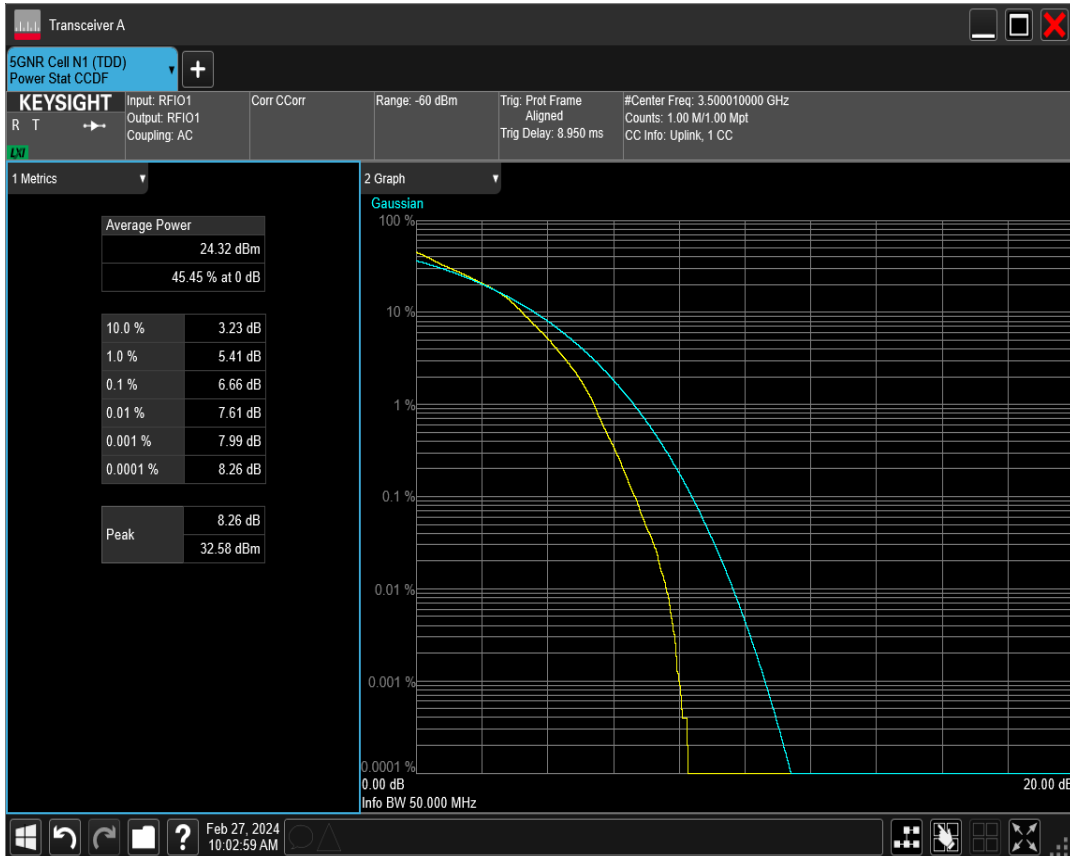 Transceiver A
5GNR Cell N1 (TDD)
Power Stat CCDF
+
KEYSIGHT
R T
LXI
Input: RFIO1
Output: RFIO1
Coupling: AC
Corr CCorr
Range: -60 dBm
Trig: Prot Frame
Aligned
Trig Delay: 8.950 ms
#Center Freq: 3.500010000 GHz
Counts: 1.00 M/1.00 Mpt
CC Info: Uplink, 1 CC
1 Metrics
Average Power
24.32 dBm
45.45 % at 0 dB
10.0 % 3.23 dB
1.0 % 5.41 dB
0.1 % 6.66 dB
0.01 % 7.61 dB
0.001 % 7.99 dB
0.0001 % 8.26 dB
Peak
8.26 dB
32.58 dBm
2 Graph
Gaussian
100 %
10 %
1 %
0.1 %
0.01 %
0.001 %
0.0001 %
0.00 dB 20.00 dB
Info BW 50.000 MHz
?
Feb 27, 2024
10:02:59 AM